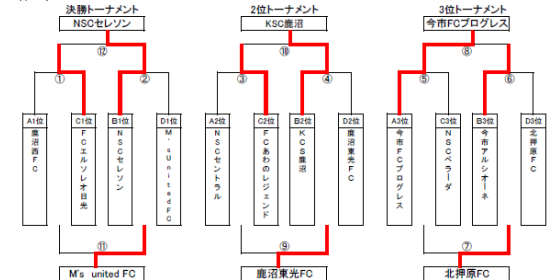 決勝トーナメント
NSCセレソン
⑫
①
②
A1位
鹿沼西FC
C1位
FCエルソレオ日光
B1位
NSCセレソン
D1位
M'sUnitedFC
⑪
M's united FC
2位トーナメント
KSC鹿沼
⑩
③
④
A2位
NSCセントラル
C2位
FCあわのレジェンド
B2位
KCS鹿沼
D2位
鹿沼東光FC
⑨
鹿沼東光FC
3位トーナメント
今市FCプログレス
⑧
⑤
⑥
A3位
今市FCプログレス
C3位
NSCベラーダ
B3位
今市アルシオーネ
D3位
北押原FC
⑦
北押原FC